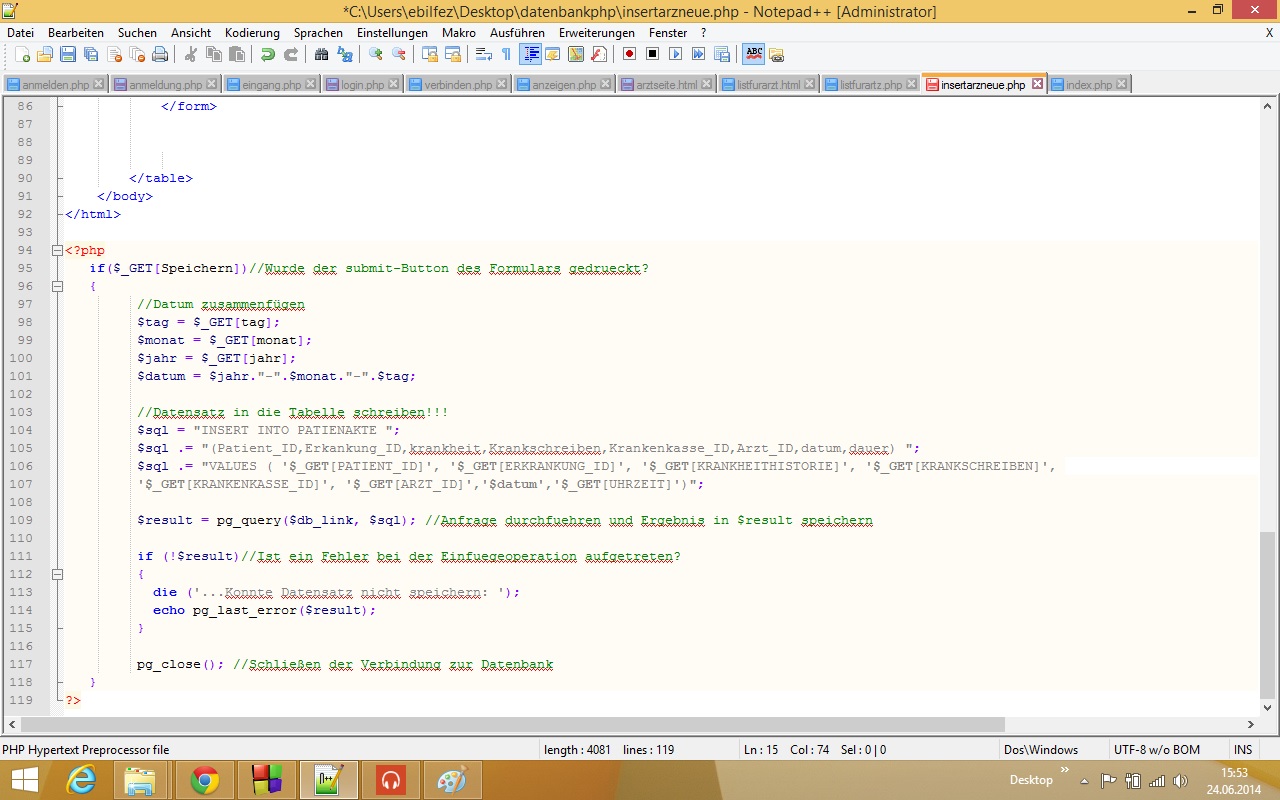 *C:\Users\ebilfez\Desktop\datenbankphp\insertarzneue.php - Notepad++ [Administrator]
Datei Bearbeiten Suchen Ansicht Kodierung Sprachen Einstellungen Makro Ausführen Erweiterungen Fenster ? X
anmelden.php anmeldung.php eingang.php login.php verbinden.php anzeigen.php arztseite.html listfurarzt.html listfurartz.php insertarzneue.php index.php
86 </form>
87
88
89
90 </table>
91 </body>
92 </html>
93
94 <?php
95 if($_GET[Speichern])//Wurde der submit-Button des Formulars gedrueckt?
96 {
97 //Datum zusammenfügen
98 $tag = $_GET[tag];
99 $monat = $_GET[monat];
100 $jahr = $_GET[jahr];
101 $datum = $jahr."-".$monat."-".$tag;
102
103 //Datensatz in die Tabelle schreiben!!!
104 $sql = "INSERT INTO PATIENAKTE ";
105 $sql .= "(Patient_ID,Erkankung_ID,krankheit,Krankschreiben,Krankenkasse_ID,Arzt_ID,datum,dauer) ";
106 $sql .= "VALUES ( '$_GET[PATIENT_ID]', '$_GET[ERKRANKUNG_ID]', '$_GET[KRANKHEITHISTORIE]', '$_GET[KRANKSCHREIBEN]',
107 '$_GET[KRANKENKASSE_ID]', '$_GET[ARZT_ID]','$datum','$_GET[UHRZEIT]')";
108
109 $result = pg_query($db_link, $sql); //Anfrage durchfuehren und Ergebnis in $result speichern
110
111 if (!$result)//Ist ein Fehler bei der Einfuegeoperation aufgetreten?
112 {
113 die ('...Konnte Datensatz nicht speichern: ');
114 echo pg_last_error($result);
115 }
116
117 pg_close(); //Schließen der Verbindung zur Datenbank
118 }
119 ?>
PHP Hypertext Preprocessor file length : 4081 lines : 119 Ln : 15 Col : 74 Sel : 0 | 0 Dos\Windows UTF-8 w/o BOM INS
Desktop 15:53
24.06.2014